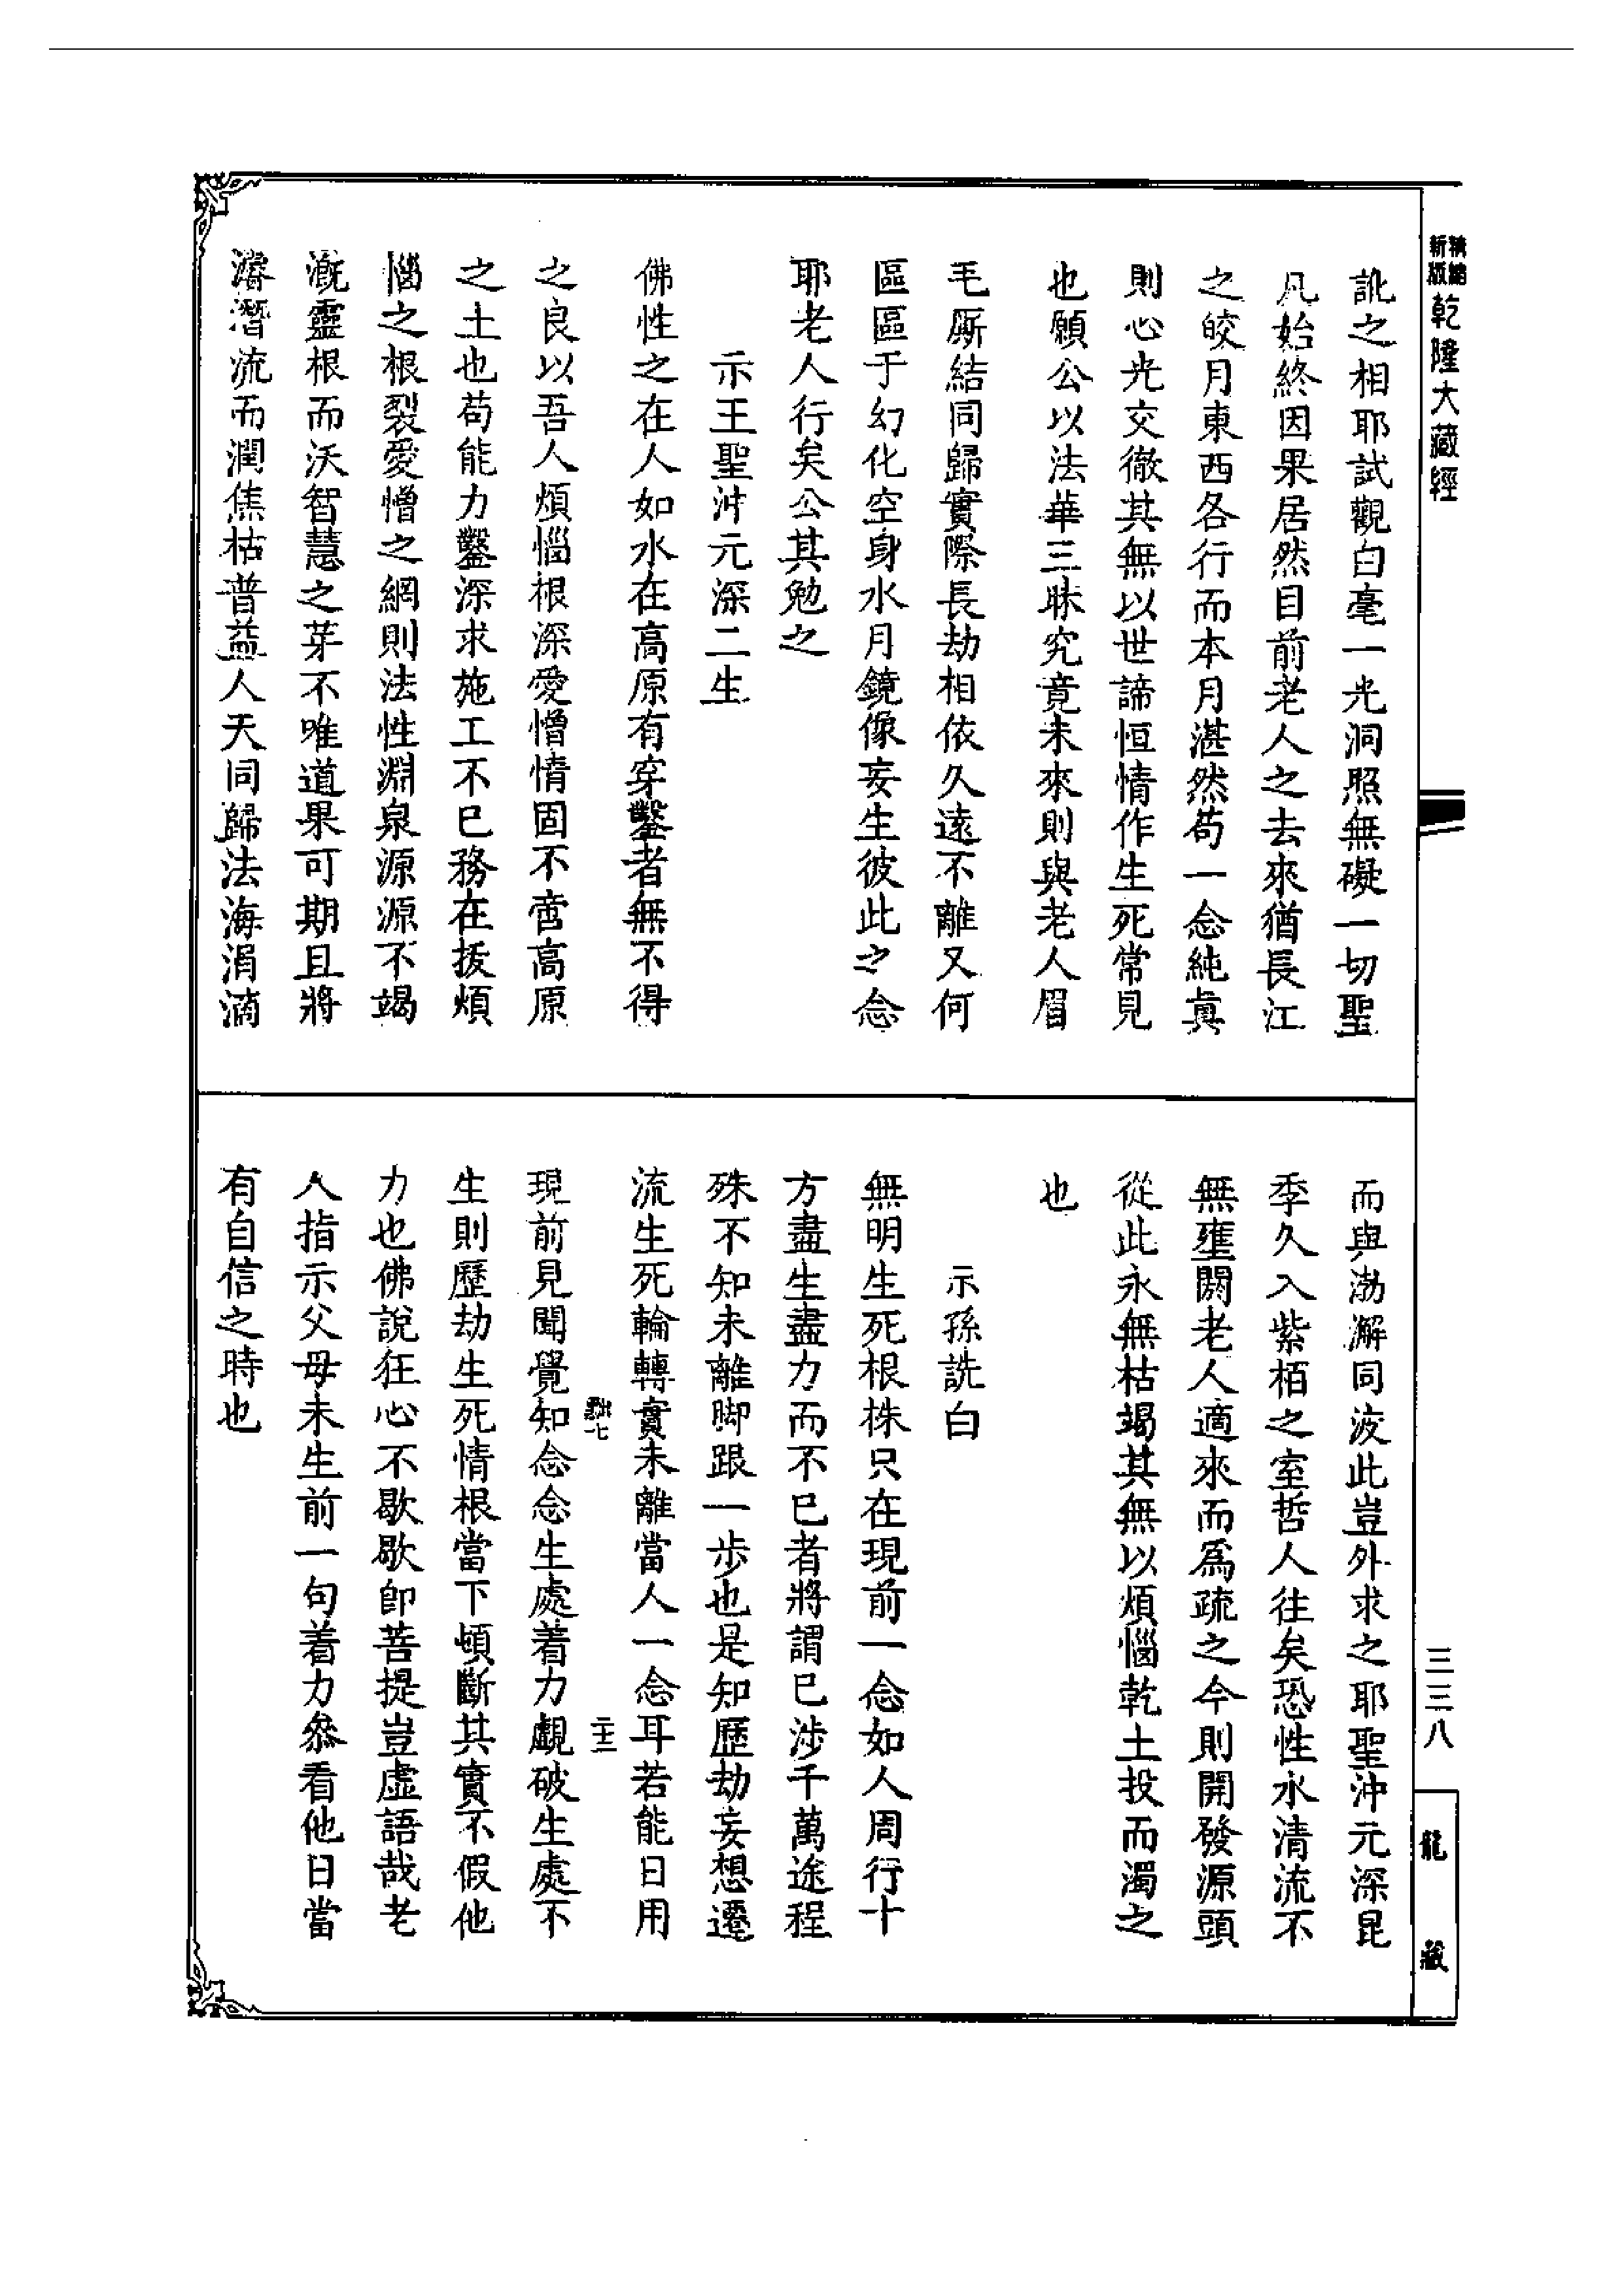 精縮新版乾隆大藏經
訛之相耶試觀白毫一光洞照無礙一切聖
凡始終因果居然目前老人之去來猶長江
之皎月東西各行而本月湛然苟一念純真
則心光交徹其無以世諦恒情作生死常見
也願公以法華三昧究竟未來則與老人眉
毛厮結同歸實際長劫相依久遠不離又何
區區于幻化空身水月鏡像妄生彼此之念
耶老人行矣公其勉之
示王聖沖元深二生
佛性之在人如水在高原有穿鑿者無不得
之良以吾人煩惱根深愛憎情固不啻高原
之土也苟能力鑿深求施工不已務在拔煩
惱之根裂愛憎之網則法性淵泉源源不竭
溉靈根而沃智慧之芽不唯道果可期且將
濬潛流而潤焦枯普益人天同歸法海涓滴
而與渤澥同波此豈外求之耶聖沖元深昆
季久入紫栢之室哲人往矣恐性水清流不
無壅閼老人適來而為疏之今則開發源頭
從此永無枯竭其無以煩惱乾土投而濁之
也
示孫詵白
無明生死根株只在現前一念如人周行十
方盡生盡力而不已者將謂已涉千萬途程
殊不知未離脚跟一步也是知歷劫妄想遷
流生死輪轉實未離當人一念耳若能日用
現前見聞覺知念念生處着力覷破生處不
生則歷劫生死情根當下頓斷其實不假他
力也佛說狂心不歇歇即菩提豈虛語哉老
人指示父母未生前一句着力叅看他日當
有自信之時也
三三八
龍藏